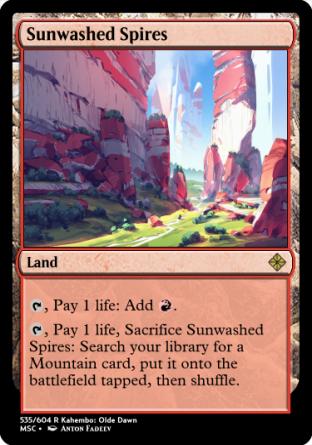 Sunwashed Spires
Land
, Pay 1 life: Add .
, Pay 1 life, Sacrifice Sunwashed
Spires: Search your library for a
Mountain card, put it onto the
battlefield tapped, then shuffle.
535/604 R Kahembo: Olde Dawn
MSC • Anton Fadeev